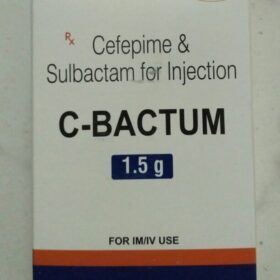 Rx Cefepime &
Sulbactam for Injection
C-BACTUM
1.5 g
FOR IM/IV USE